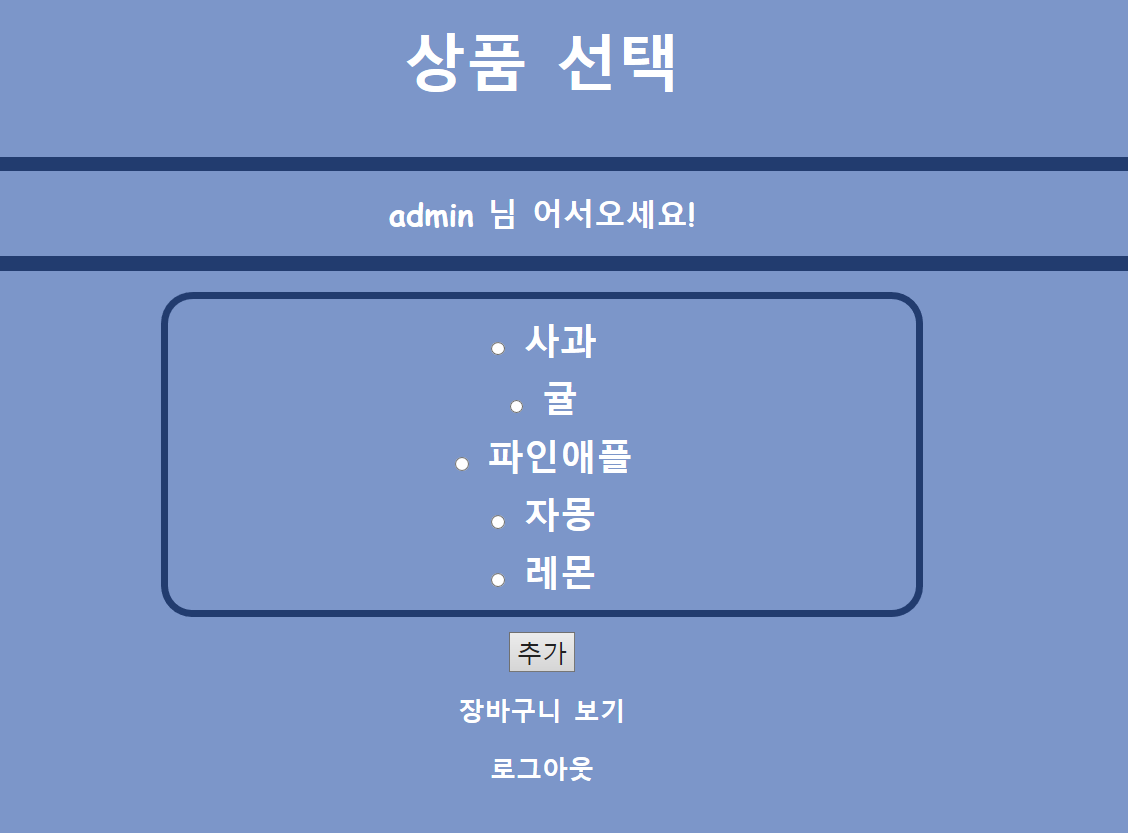 상품 선택
admin 님 어서오세요!
사과
귤
파인애플
자몽
레몬
추가
장바구니 보기
로그아웃